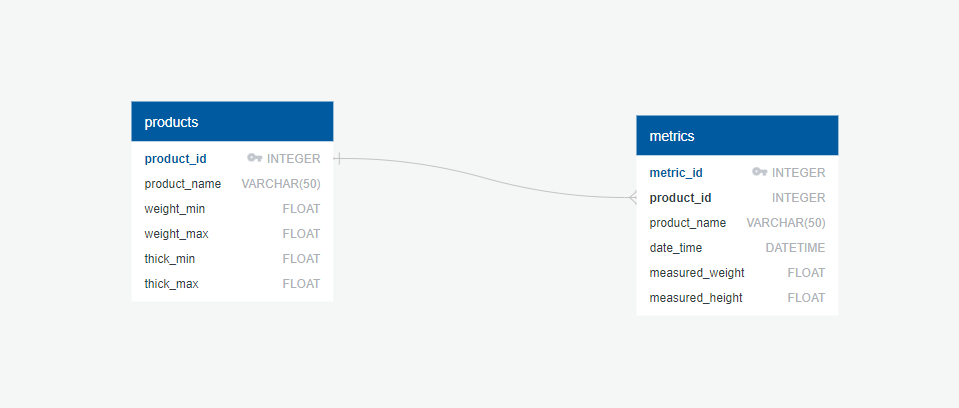 products
product_id INTEGER
product_name VARCHAR(50)
weight_min FLOAT
weight_max FLOAT
thick_min FLOAT
thick_max FLOAT
metrics
metric_id INTEGER
product_id INTEGER
product_name VARCHAR(50)
date_time DATETIME
measured_weight FLOAT
measured_height FLOAT